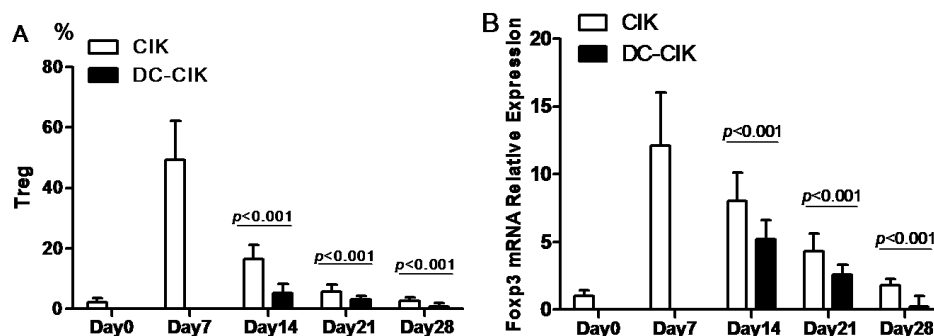 A
%
CIK
DC-CIK
80
60
40
20
0
Treg
p<0.001
p<0.001
p<0.001
Day0 Day7 Day14 Day21 Day28
B
CIK
DC-CIK
20
15
10
5
0
Foxp3 mRNA Relative Expression
p<0.001
p<0.001
p<0.001
Day0 Day7 Day14 Day21 Day28